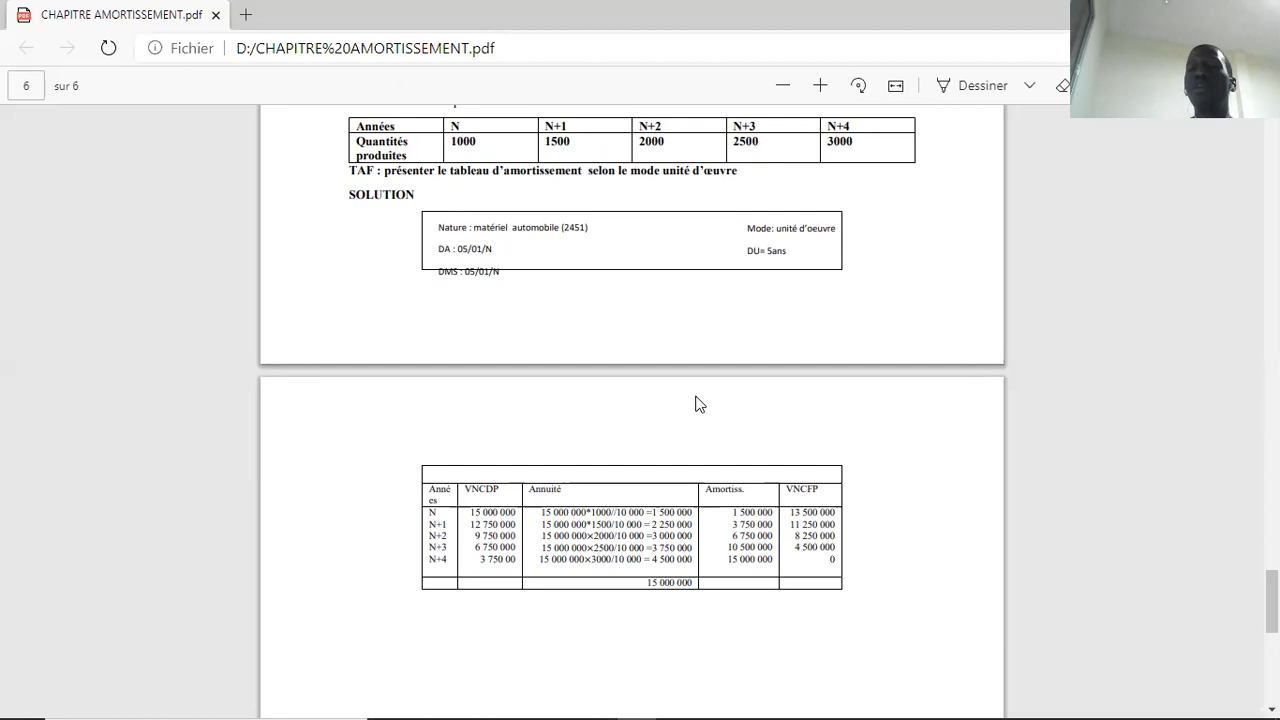 CHAPITRE AMORTISSEMENT.pdf
Fichier D:/CHAPITRE%20AMORTISSEMENT.pdf
6 sur 6 Dessiner
Années N N+1 N+2 N+3 N+4
Quantités produites 1000 1500 2000 2500 3000
TAF : présenter le tableau d’amortissement selon le mode unité d’œuvre
SOLUTION
Nature : matériel automobile (2451) Mode: unité d’oeuvre
DA : 05/01/N DU= 5ans
DMS : 05/01/N
Années VNCDP Annuité Amortiss. VNCFP
N 15 000 000 15 000 000*1000//10 000 =1 500 000 1 500 000 13 500 000
N+1 12 750 000 15 000 000*1500/10 000 = 2 250 000 3 750 000 11 250 000
N+2 9 750 000 15 000 000×2000/10 000 =3 000 000 6 750 000 8 250 000
N+3 6 750 000 15 000 000×2500/10 000 =3 750 000 10 500 000 4 500 000
N+4 3 750 00 15 000 000×3000/10 000 = 4 500 000 15 000 000 0
15 000 000